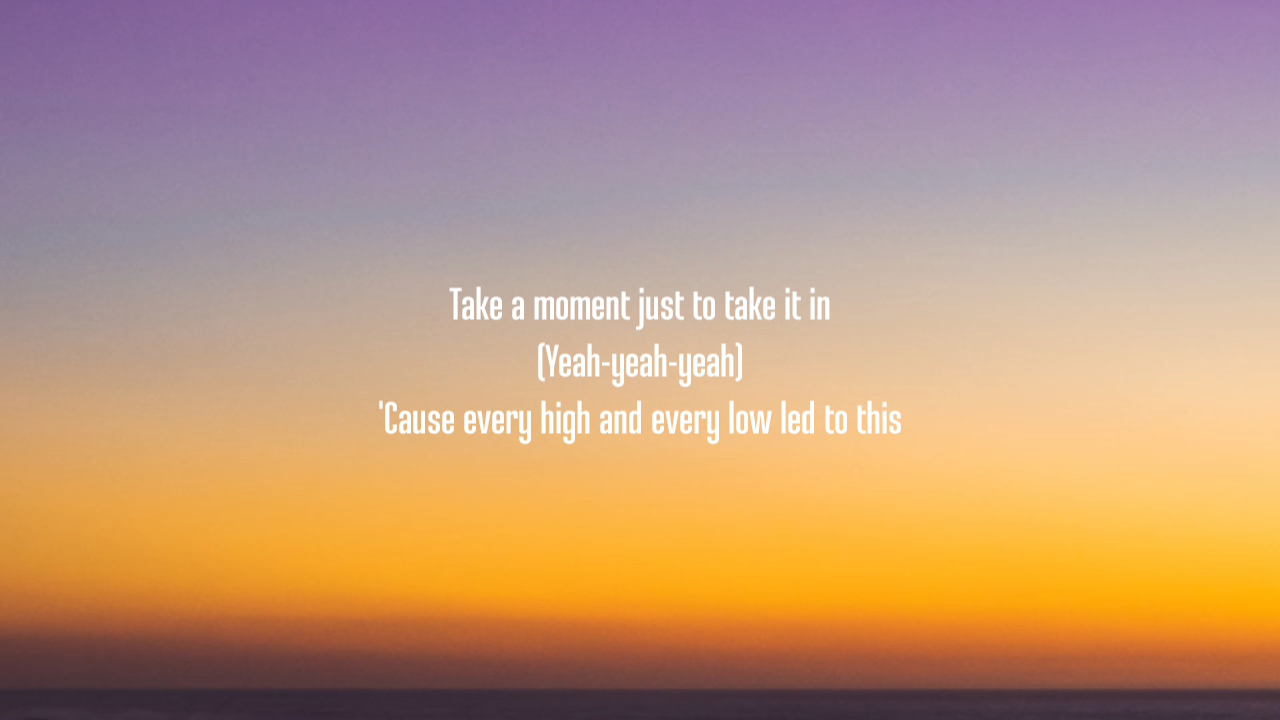 Take a moment just to take it in
(Yeah-yeah-yeah)
'Cause every high and every low led to this